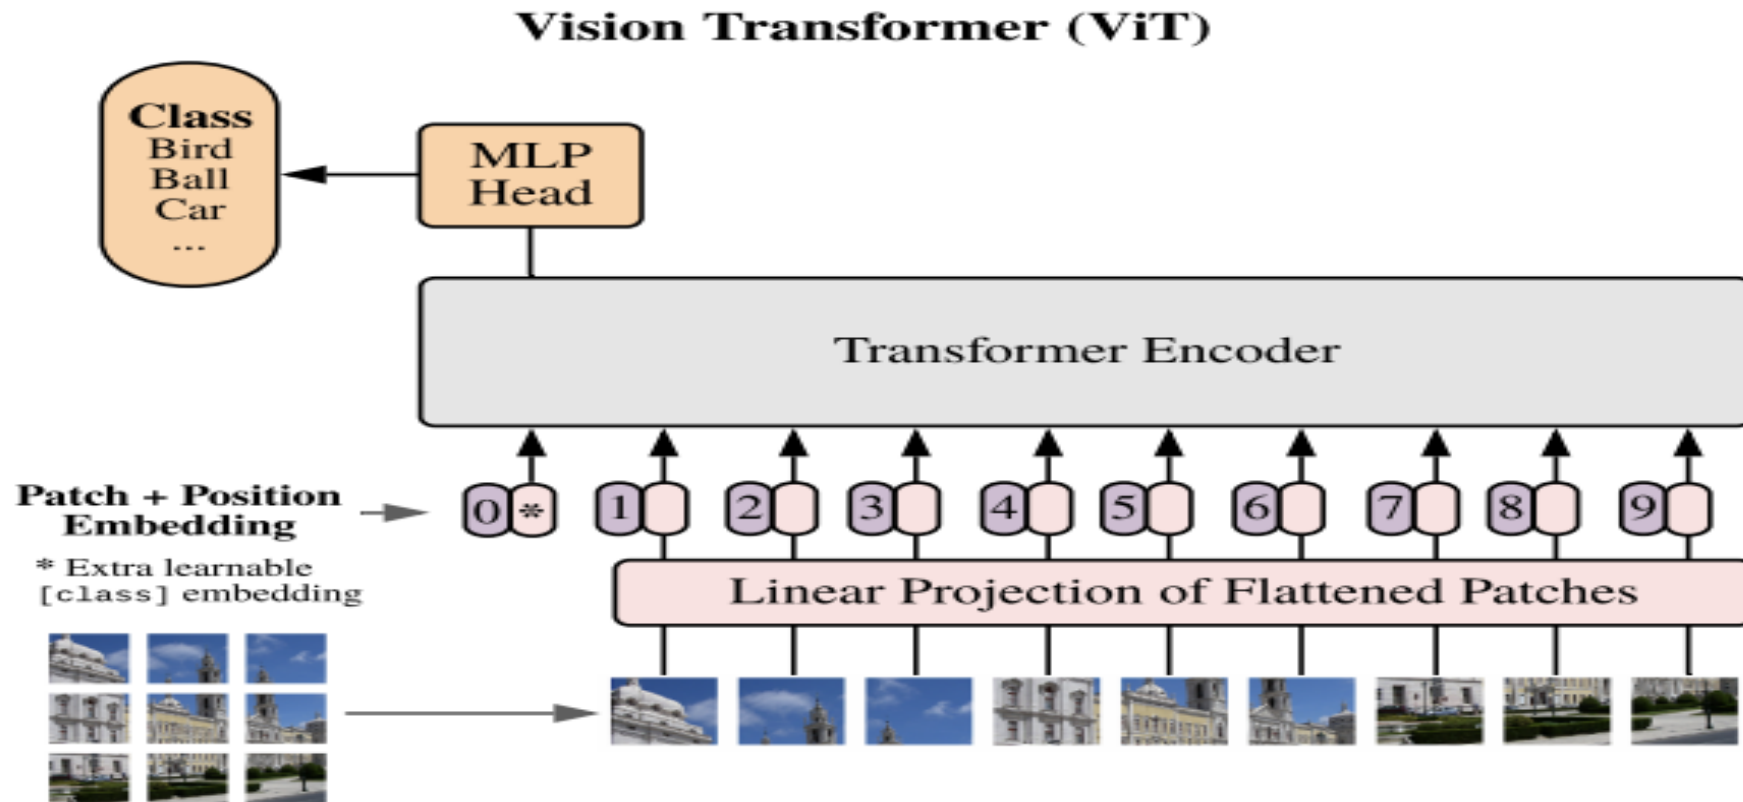 Vision Transformer (ViT)
Class
Bird
Ball
Car
...
MLP
Head
Transformer Encoder
Patch + Position
Embedding
0 * 1 2 3 4 5 6 7 8 9
* Extra learnable
[class] embedding
Linear Projection of Flattened Patches